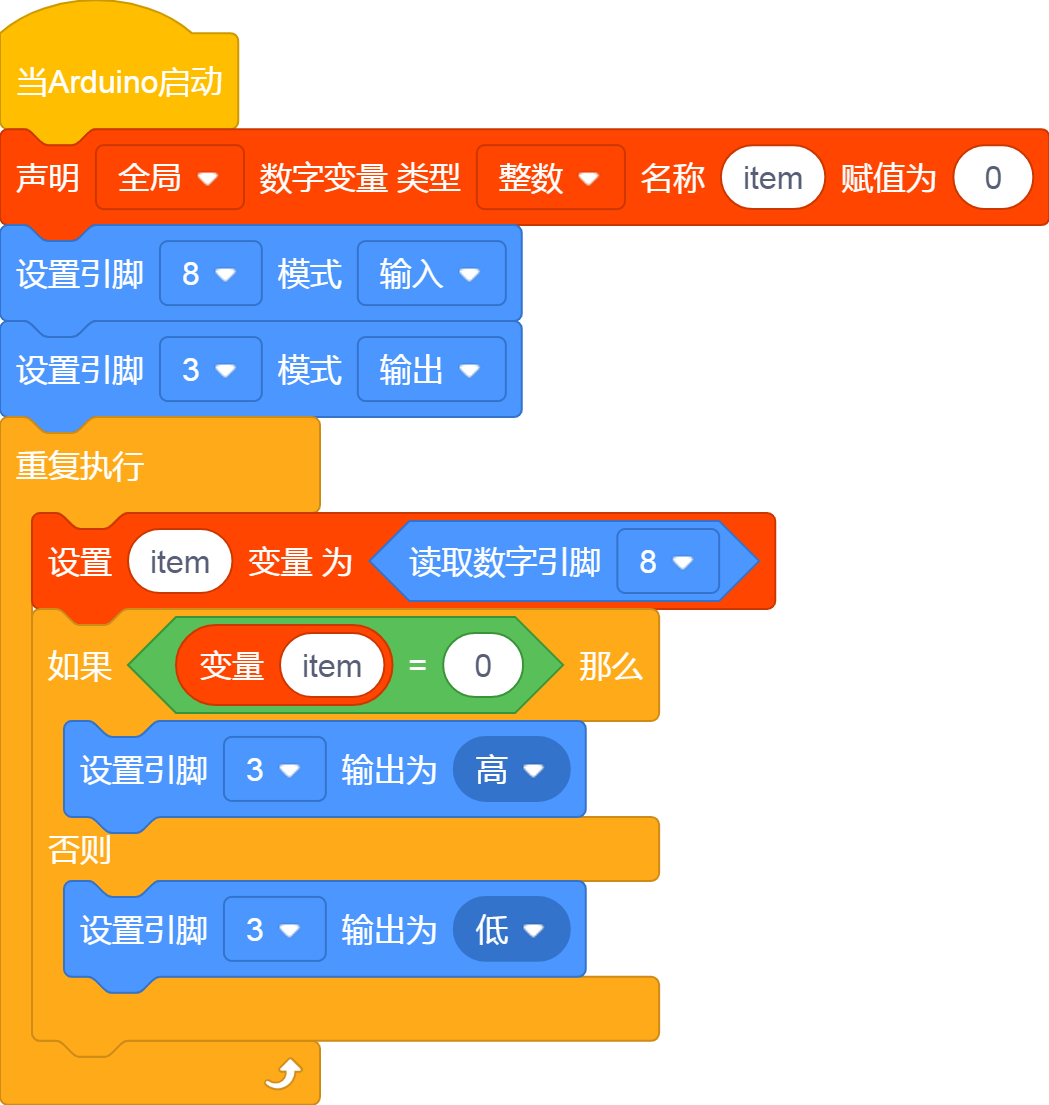 当Arduino启动
声明 全局 数字变量 类型 整数 名称 item 赋值为 0
设置引脚 8 模式 输入
设置引脚 3 模式 输出
重复执行
设置 item 变量 为 读取数字引脚 8
如果 变量 item = 0 那么
设置引脚 3 输出为 高
否则
设置引脚 3 输出为 低